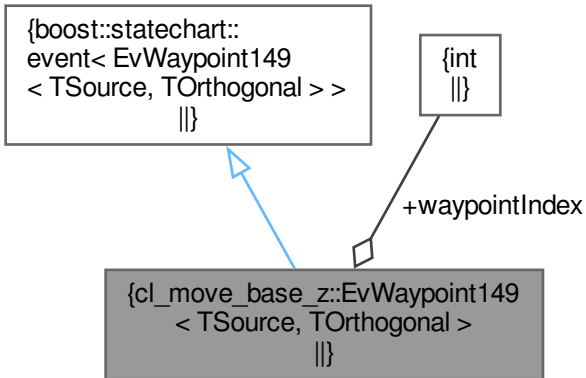 {boost::statechart::
event< EvWaypoint149
< TSource, TOrthogonal > >
||}
{int
||}
+waypointIndex
{cl_move_base_z::EvWaypoint149
< TSource, TOrthogonal >
||}